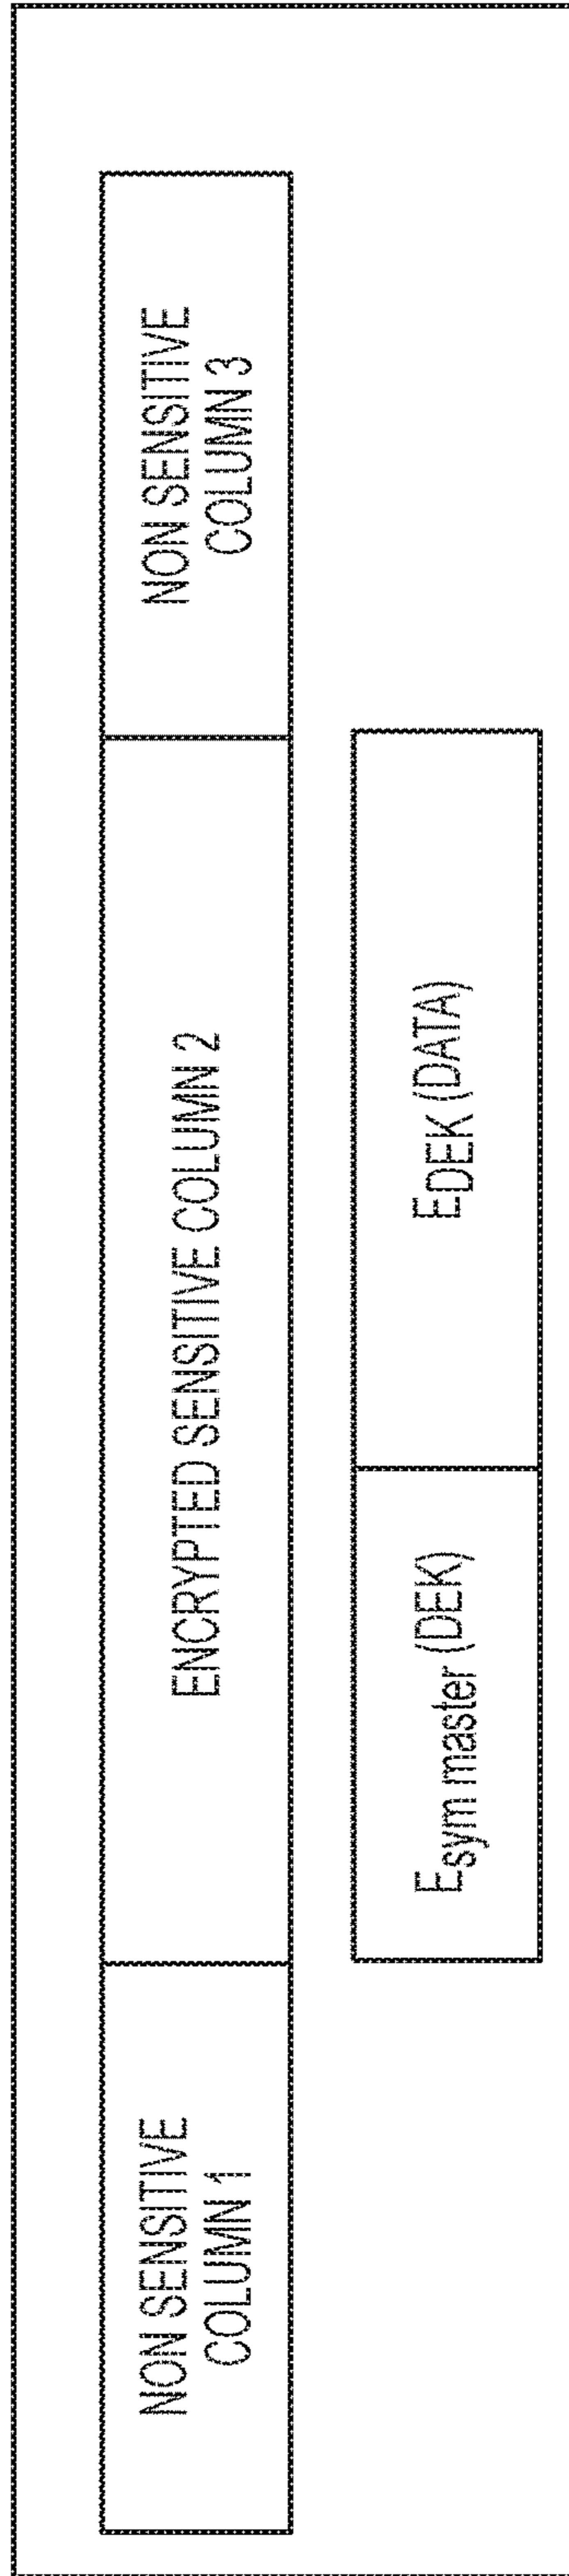 NON SENSITIVE
COLUMN 1
ENCRYPTED SENSITIVE COLUMN 2
NON SENSITIVE
COLUMN 3
Esym master (DEK)
EDEK (DATA)